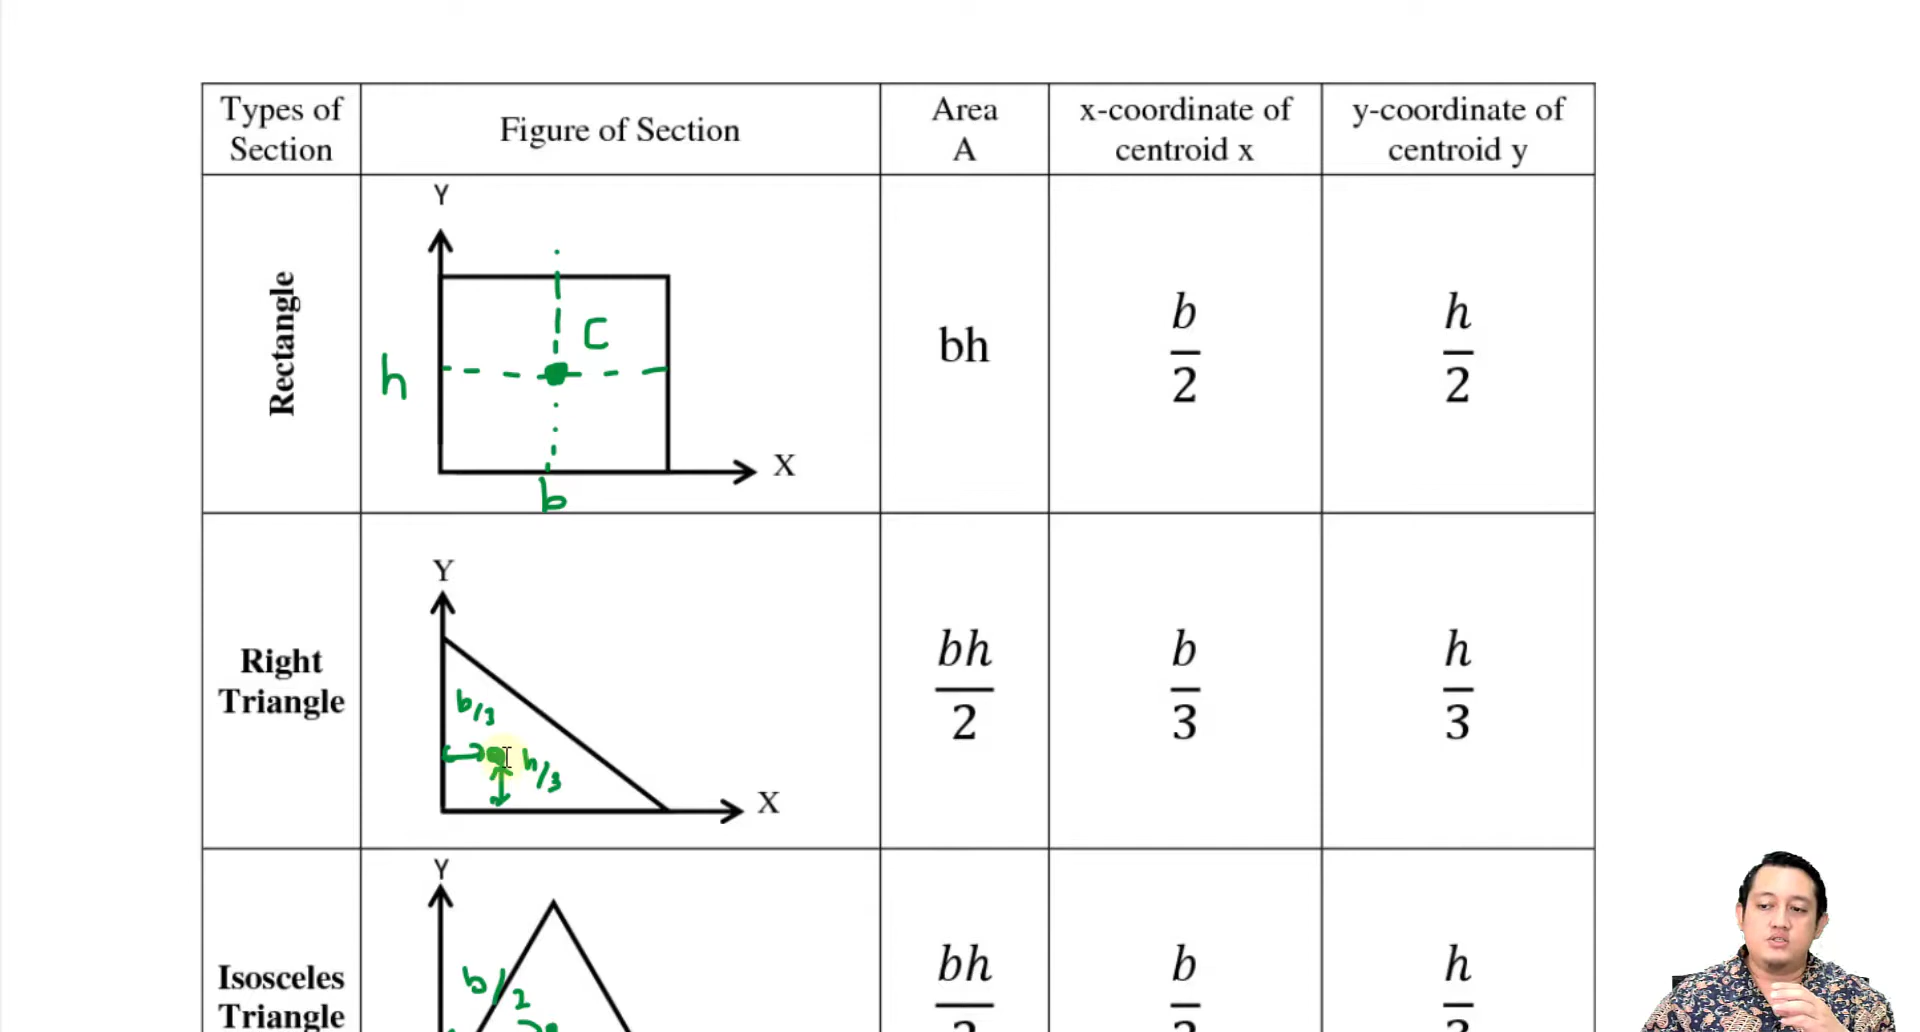 Types of
Section
Figure of Section
Area
A
x-coordinate of
centroid x
y-coordinate of
centroid y
Rectangle
Y
C
h
b
X
bh
b
2
h
2
Right
Triangle
Y
b/3
h/3
X
bh
2
b
3
h
3
Isosceles
Triangle
Y
b/2
bh
b
h